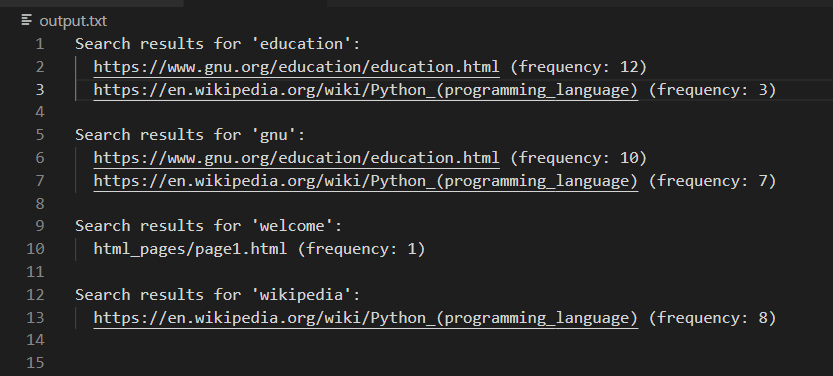 output.txt
1 Search results for 'education':
2 https://www.gnu.org/education/education.html (frequency: 12)
3 https://en.wikipedia.org/wiki/Python_(programming_language) (frequency: 3)
4
5 Search results for 'gnu':
6 https://www.gnu.org/education/education.html (frequency: 10)
7 https://en.wikipedia.org/wiki/Python_(programming_language) (frequency: 7)
8
9 Search results for 'welcome':
10 html_pages/page1.html (frequency: 1)
11
12 Search results for 'wikipedia':
13 https://en.wikipedia.org/wiki/Python_(programming_language) (frequency: 8)
14
15